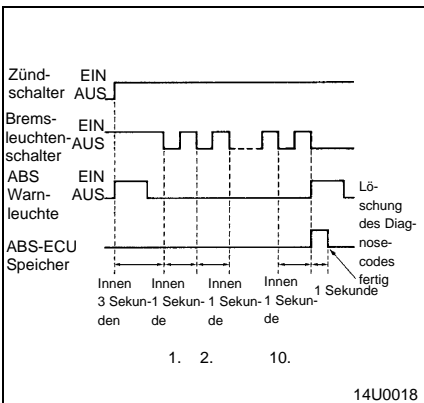 Zünd-
schalter
EIN
AUS
Brems-
leuchten-
schalter
EIN
AUS
ABS
Warn-
leuchte
EIN
AUS
ABS-ECU
Speicher
Lö-
schung
des Diag-
nose-
codes
fertig
Innen
3 Sekun-
den
Innen
1 Sekun-
de
Innen
1 Sekun-
de
Innen
1 Sekun-
de
1 Sekunde
1. 2. 10.
14U0018